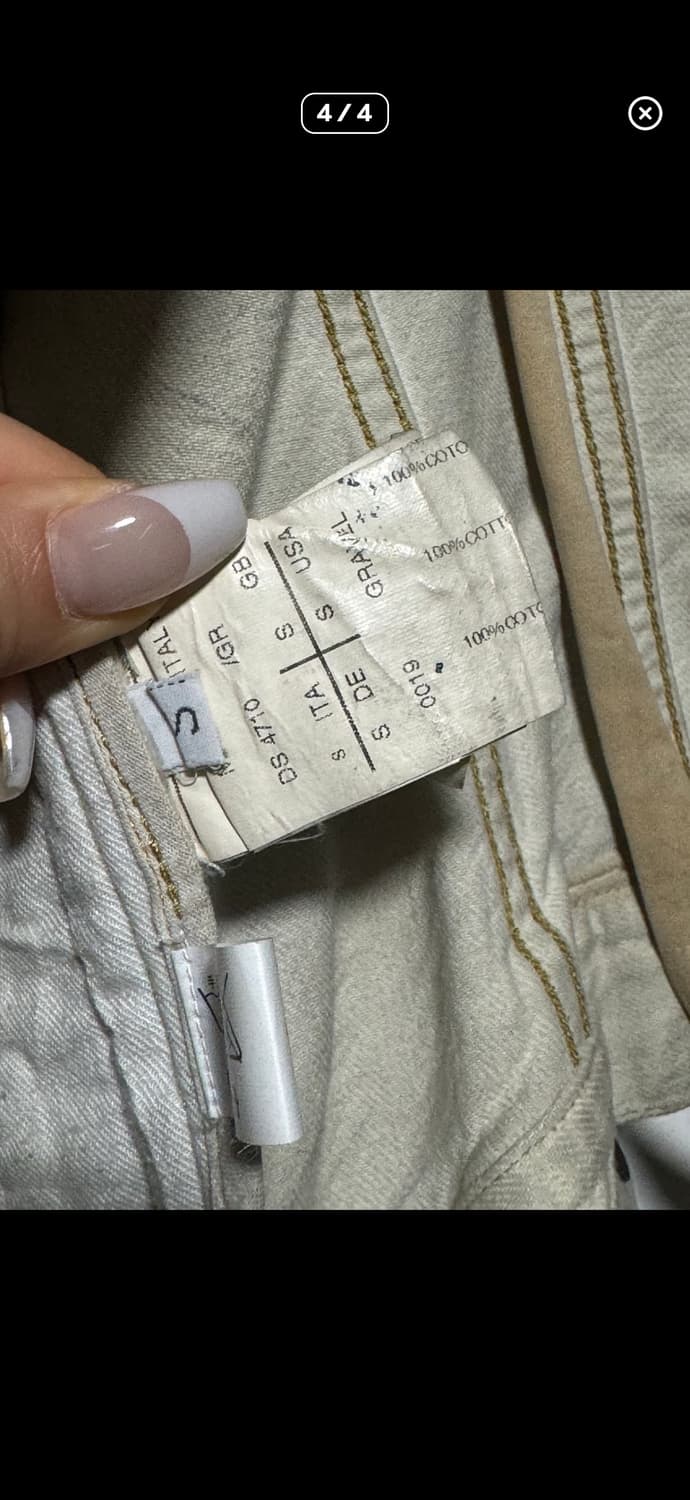 4/4
ITAL
DS 4710 /GR GB
S
ITA S USA
S DE S
S GRAVEL
0019
100%COTO
100%COTT
100%COTO